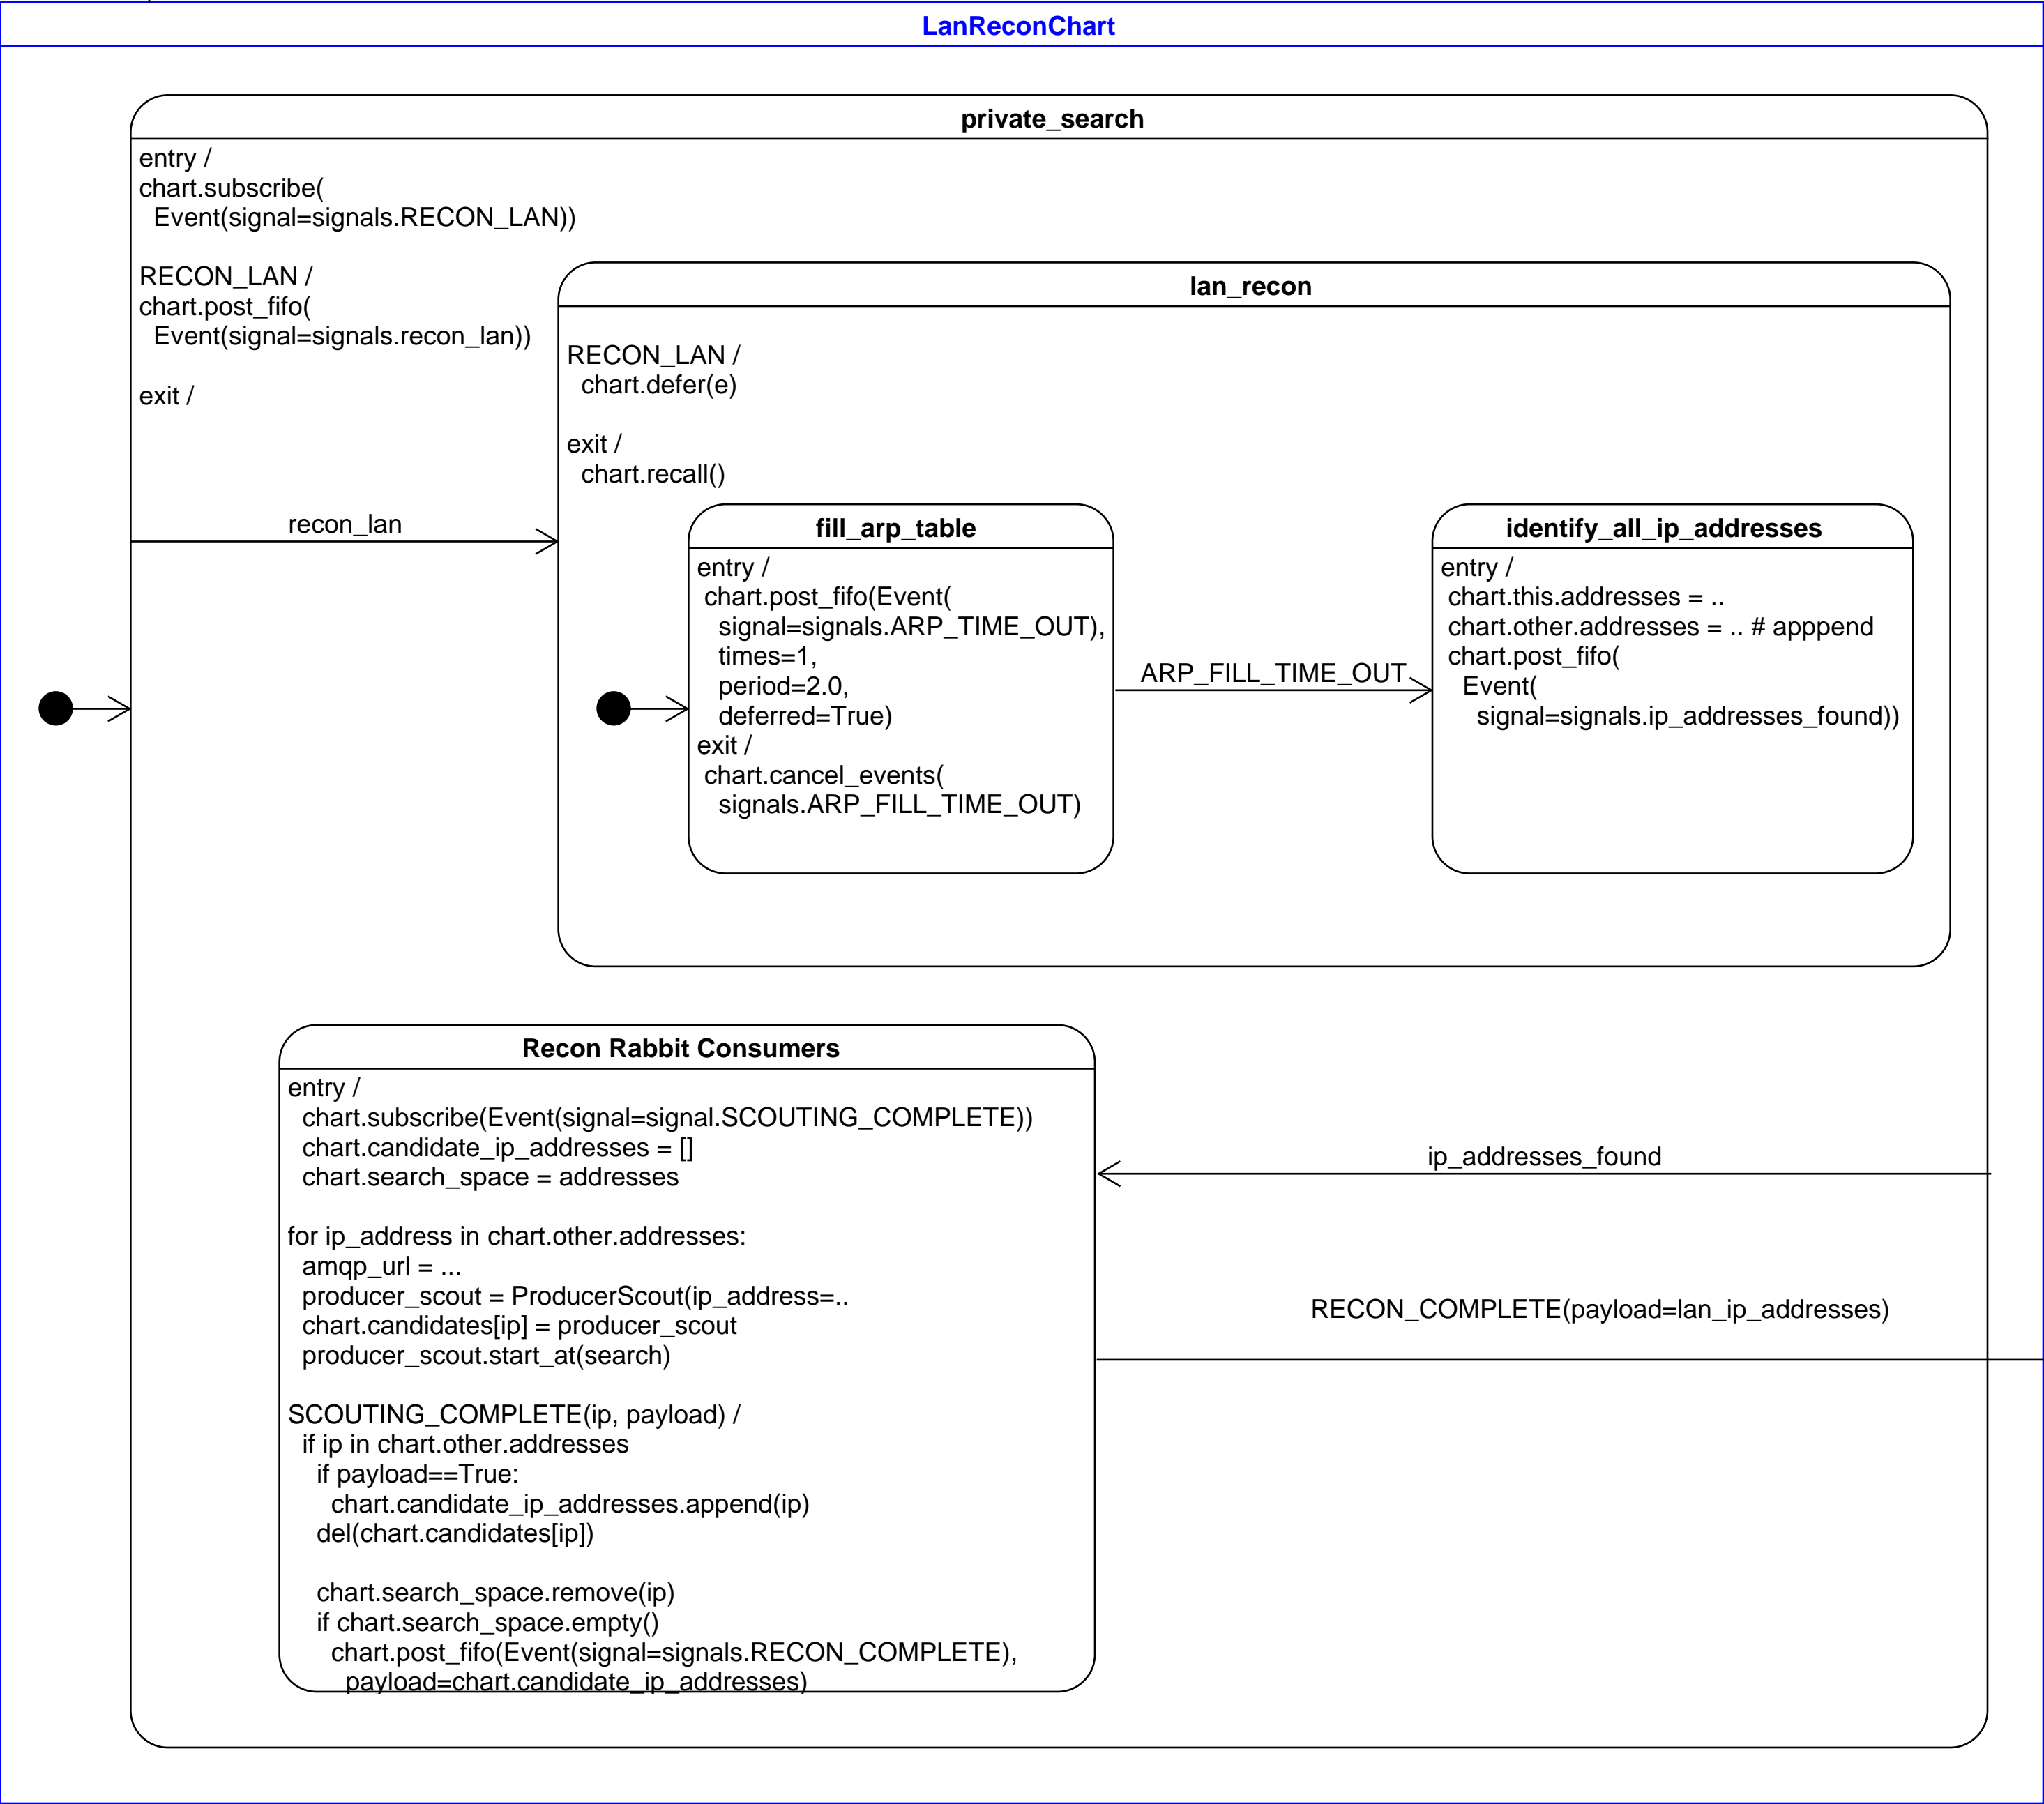 LanReconChart
private_search
entry /
chart.subscribe(
Event(signal=signals.RECON_LAN))
RECON_LAN /
chart.post_fifo(
Event(signal=signals.recon_lan))
exit /
recon_lan
lan_recon
RECON_LAN /
chart.defer(e)
exit /
chart.recall()
fill_arp_table
entry /
chart.post_fifo(Event(
signal=signals.ARP_TIME_OUT),
times=1,
period=2.0,
deferred=True)
exit /
chart.cancel_events(
signals.ARP_FILL_TIME_OUT)
ARP_FILL_TIME_OUT
identify_all_ip_addresses
entry /
chart.this.addresses = ..
chart.other.addresses = .. # apppend
chart.post_fifo(
Event(
signal=signals.ip_addresses_found))
Recon Rabbit Consumers
entry /
chart.subscribe(Event(signal=signal.SCOUTING_COMPLETE))
chart.candidate_ip_addresses = []
chart.search_space = addresses
for ip_address in chart.other.addresses:
amqp_url = ...
producer_scout = ProducerScout(ip_address=..
chart.candidates[ip] = producer_scout
producer_scout.start_at(search)
SCOUTING_COMPLETE(ip, payload) /
if ip in chart.other.addresses
if payload==True:
chart.candidate_ip_addresses.append(ip)
del(chart.candidates[ip])
chart.search_space.remove(ip)
if chart.search_space.empty()
chart.post_fifo(Event(signal=signals.RECON_COMPLETE),
payload=chart.candidate_ip_addresses)
ip_addresses_found
RECON_COMPLETE(payload=lan_ip_addresses)